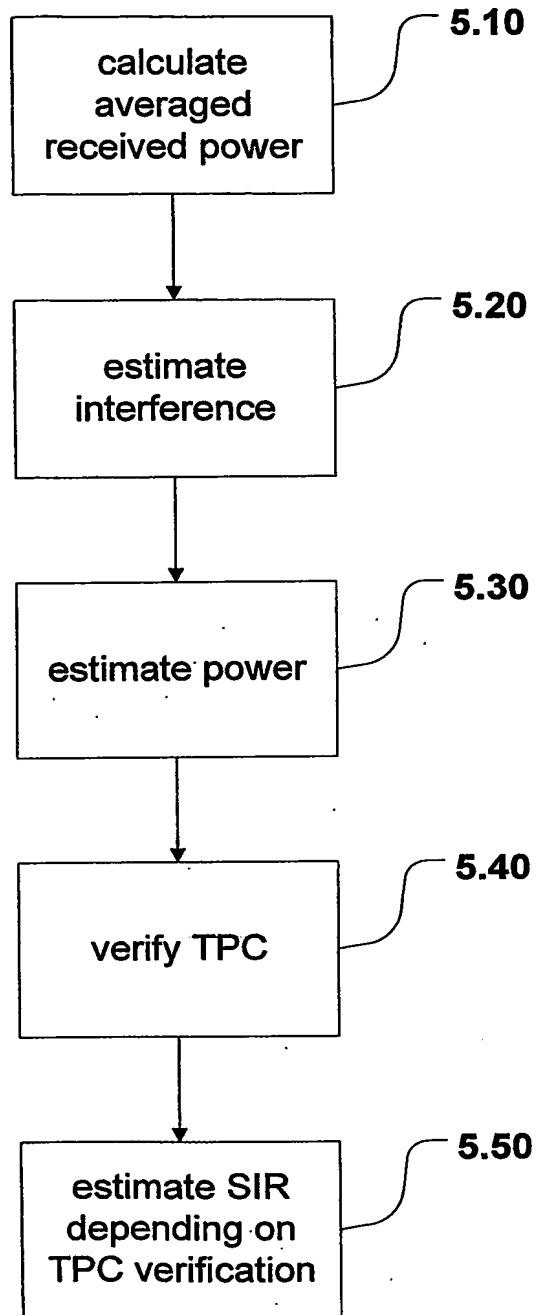 5.10
calculate
averaged
received power
5.20
estimate
interference
5.30
estimate power
5.40
verify TPC
5.50
estimate SIR
depending on
TPC verification